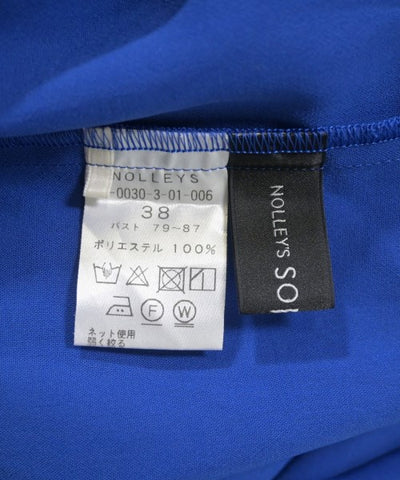 NOLLEYS
-0030-3-01-006
38
バスト 79~87
ポリエステル 100%
F W
ネット使用
弱く絞る
NOLLEY'S